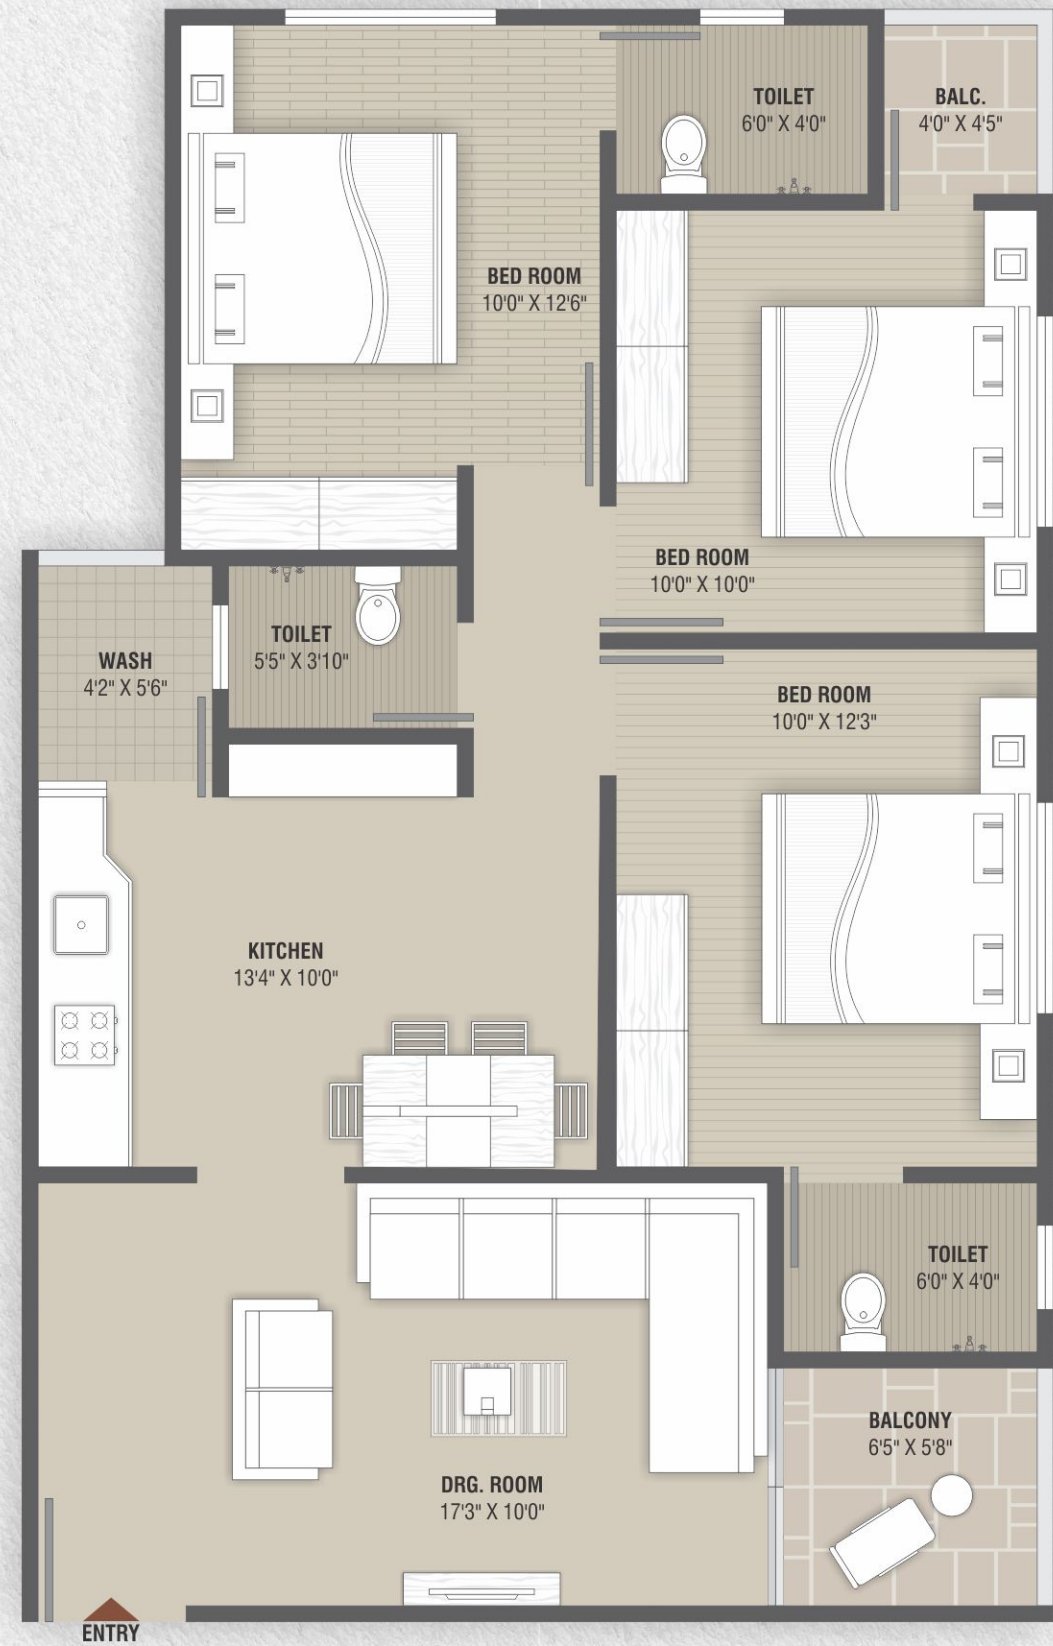 TOILET
6'0" X 4'0"
BALC.
4'0" X 4'5"
BED ROOM
10'0" X 12'6"
BED ROOM
10'0" X 10'0"
TOILET
5'5" X 3'10"
WASH
4'2" X 5'6"
BED ROOM
10'0" X 12'3"
KITCHEN
13'4" X 10'0"
TOILET
6'0" X 4'0"
BALCONY
6'5" X 5'8"
DRG. ROOM
17'3" X 10'0"
ENTRY